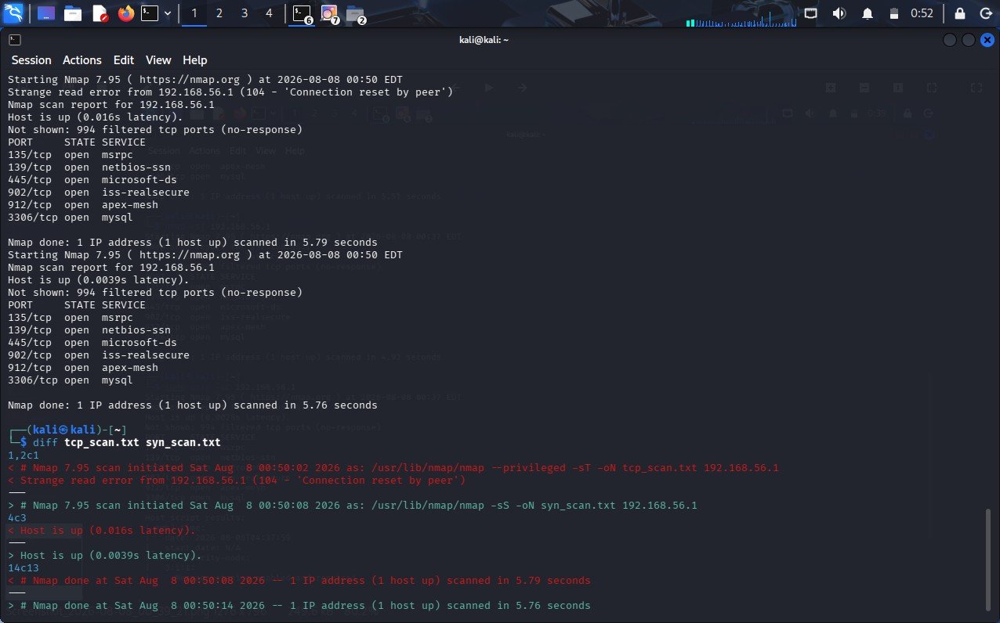 1 2 3 4 6 7 2 0:52
kali@kali: ~
Session Actions Edit View Help
Starting Nmap 7.95 ( https://nmap.org ) at 2026-08-08 00:50 EDT
Strange read error from 192.168.56.1 (104 - 'Connection reset by peer')
Nmap scan report for 192.168.56.1
Host is up (0.016s latency).
Not shown: 994 filtered tcp ports (no-response)
PORT     STATE SERVICE
135/tcp  open  msrpc
139/tcp  open  netbios-ssn
445/tcp  open  microsoft-ds
902/tcp  open  iss-realsecure
912/tcp  open  apex-mesh
3306/tcp open  mysql
Nmap done: 1 IP address (1 host up) scanned in 5.79 seconds
Starting Nmap 7.95 ( https://nmap.org ) at 2026-08-08 00:50 EDT
Nmap scan report for 192.168.56.1
Host is up (0.0039s latency).
Not shown: 994 filtered tcp ports (no-response)
PORT     STATE SERVICE
135/tcp  open  msrpc
139/tcp  open  netbios-ssn
445/tcp  open  microsoft-ds
902/tcp  open  iss-realsecure
912/tcp  open  apex-mesh
3306/tcp open  mysql
Nmap done: 1 IP address (1 host up) scanned in 5.76 seconds
┌──(kali㉿kali)-[~]
└─$ diff tcp_scan.txt syn_scan.txt
1,2c1
< # Nmap 7.95 scan initiated Sat Aug  8 00:50:02 2026 as: /usr/lib/nmap/nmap --privileged -sT -oN tcp_scan.txt 192.168.56.1
< Strange read error from 192.168.56.1 (104 - 'Connection reset by peer')
---
> # Nmap 7.95 scan initiated Sat Aug  8 00:50:08 2026 as: /usr/lib/nmap/nmap -sS -oN syn_scan.txt 192.168.56.1
4c3
< Host is up (0.016s latency).
---
> Host is up (0.0039s latency).
14c13
< # Nmap done at Sat Aug  8 00:50:08 2026 -- 1 IP address (1 host up) scanned in 5.79 seconds
---
> # Nmap done at Sat Aug  8 00:50:14 2026 -- 1 IP address (1 host up) scanned in 5.76 seconds